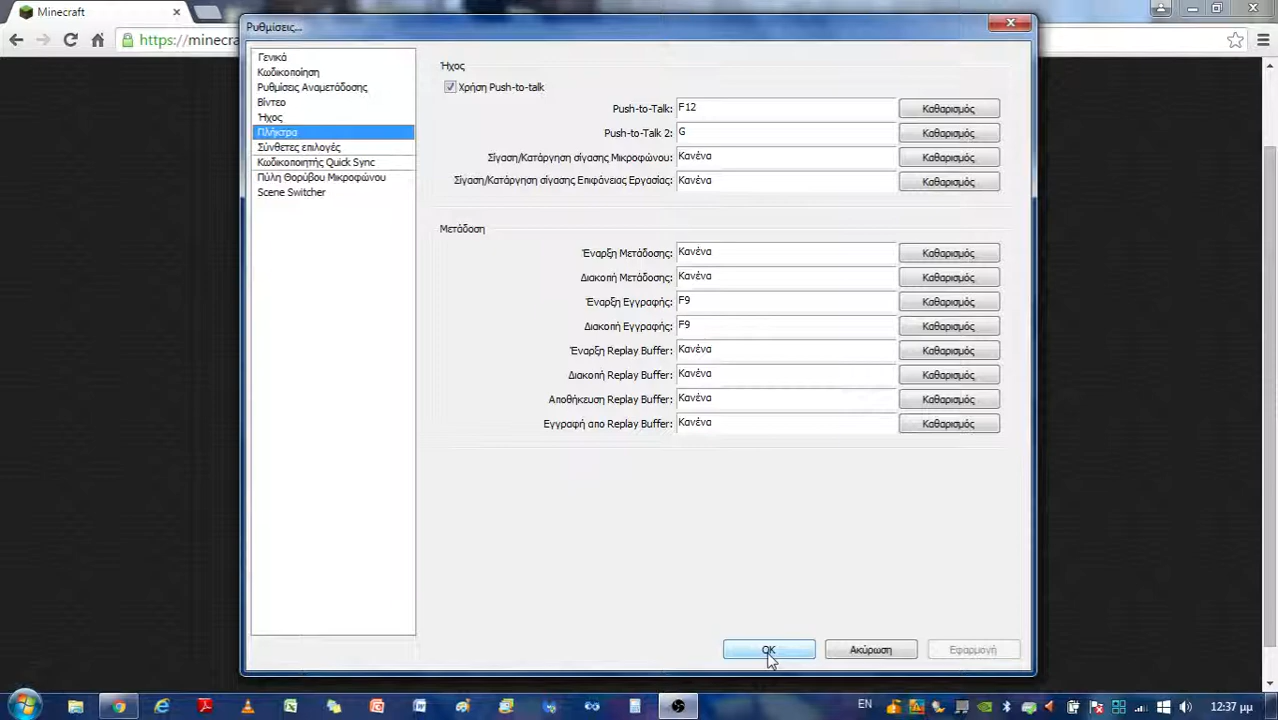 Minecraft
Ρυθμίσεις...
https://minecra
Γενικά
Κωδικοποίηση
Ρυθμίσεις Αναμετάδοσης
Βίντεο
Ήχος
Πλήκτρα
Σύνθετες επιλογές
Κωδικοποιητής Quick Sync
Πύλη Θορύβου Μικροφώνου
Scene Switcher
Ήχος
Χρήση Push-to-talk
Push-to-Talk: F12 Καθαρισμός
Push-to-Talk 2: G Καθαρισμός
Σίγαση/Κατάργηση σίγασης Μικροφώνου: Κανένα Καθαρισμός
Σίγαση/Κατάργηση σίγασης Επιφάνειας Εργασίας: Κανένα Καθαρισμός
Μετάδοση
Έναρξη Μετάδοσης: Κανένα Καθαρισμός
Διακοπή Μετάδοσης: Κανένα Καθαρισμός
Έναρξη Εγγραφής: F9 Καθαρισμός
Διακοπή Εγγραφής: F9 Καθαρισμός
Έναρξη Replay Buffer: Κανένα Καθαρισμός
Διακοπή Replay Buffer: Κανένα Καθαρισμός
Αποθήκευση Replay Buffer: Κανένα Καθαρισμός
Εγγραφή απο Replay Buffer: Κανένα Καθαρισμός
OK Ακύρωση Εφαρμογή
EN 12:37 μμ